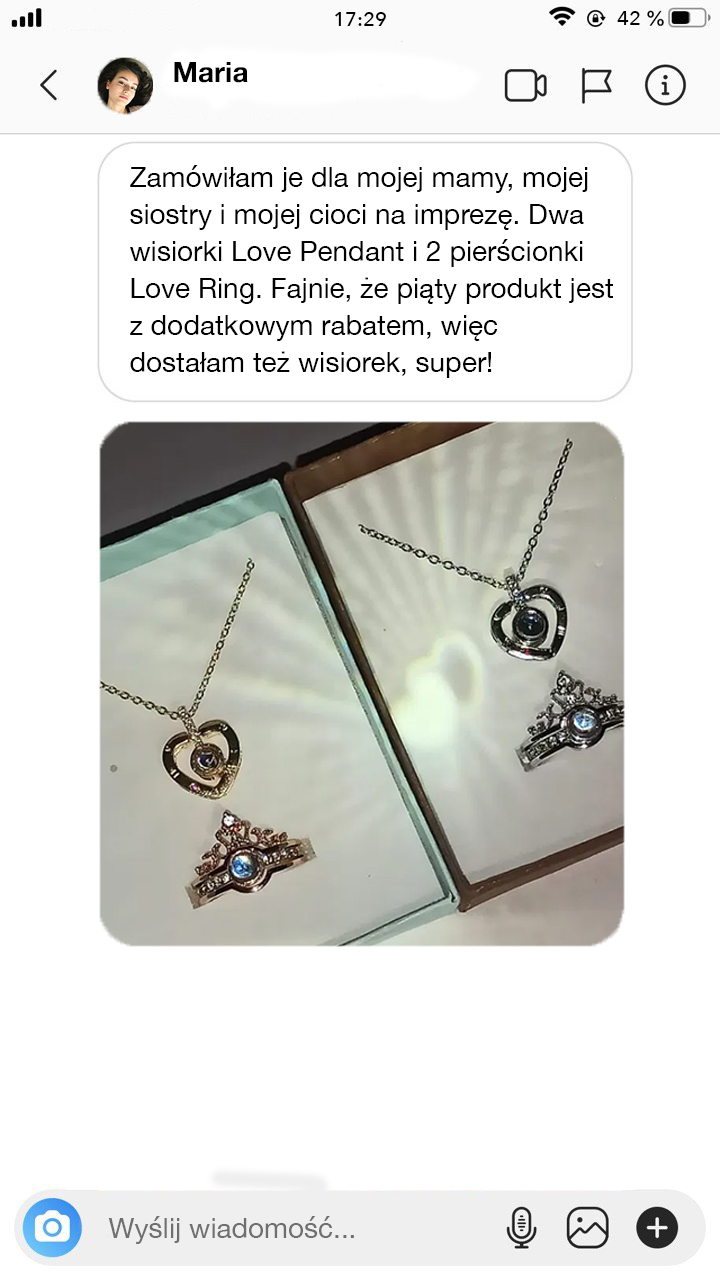 17:29
42 %
Maria
Zamówiłam je dla mojej mamy, mojej
siostry i mojej cioci na imprezę. Dwa
wisiorki Love Pendant i 2 pierścionki
Love Ring. Fajnie, że piąty produkt jest
z dodatkowym rabatem, więc
dostałam też wisiorek, super!
Wyślij wiadomość...